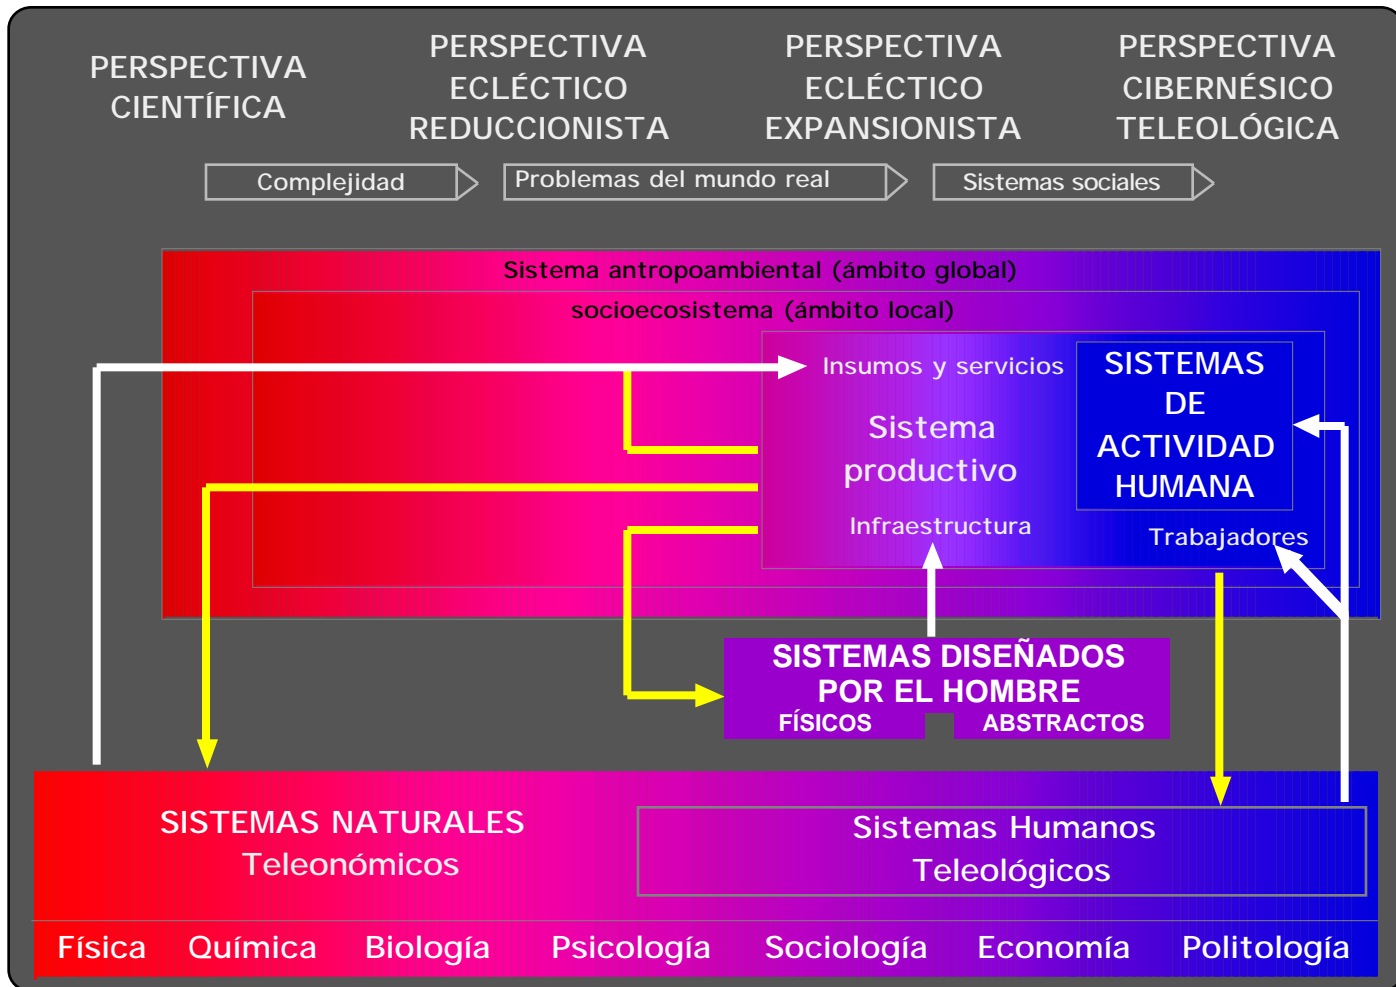 PERSPECTIVA
CIENTÍFICA
PERSPECTIVA
ECLÉCTICO
REDUCCIONISTA
PERSPECTIVA
ECLÉCTICO
EXPANSIONISTA
PERSPECTIVA
CIBERNÉSICO
TELEOLÓGICA
Complejidad
Problemas del mundo real
Sistemas sociales
Sistema antropoambiental (ámbito global)
socioecosistema (ámbito local)
Insumos y servicios
Sistema
productivo
Infraestructura
SISTEMAS
DE
ACTIVIDAD
HUMANA
Trabajadores
SISTEMAS DISEÑADOS
POR EL HOMBRE
FÍSICOS ABSTRACTOS
SISTEMAS NATURALES
Teleonómicos
Sistemas Humanos
Teleológicos
Física Química Biología Psicología Sociología Economía Politología